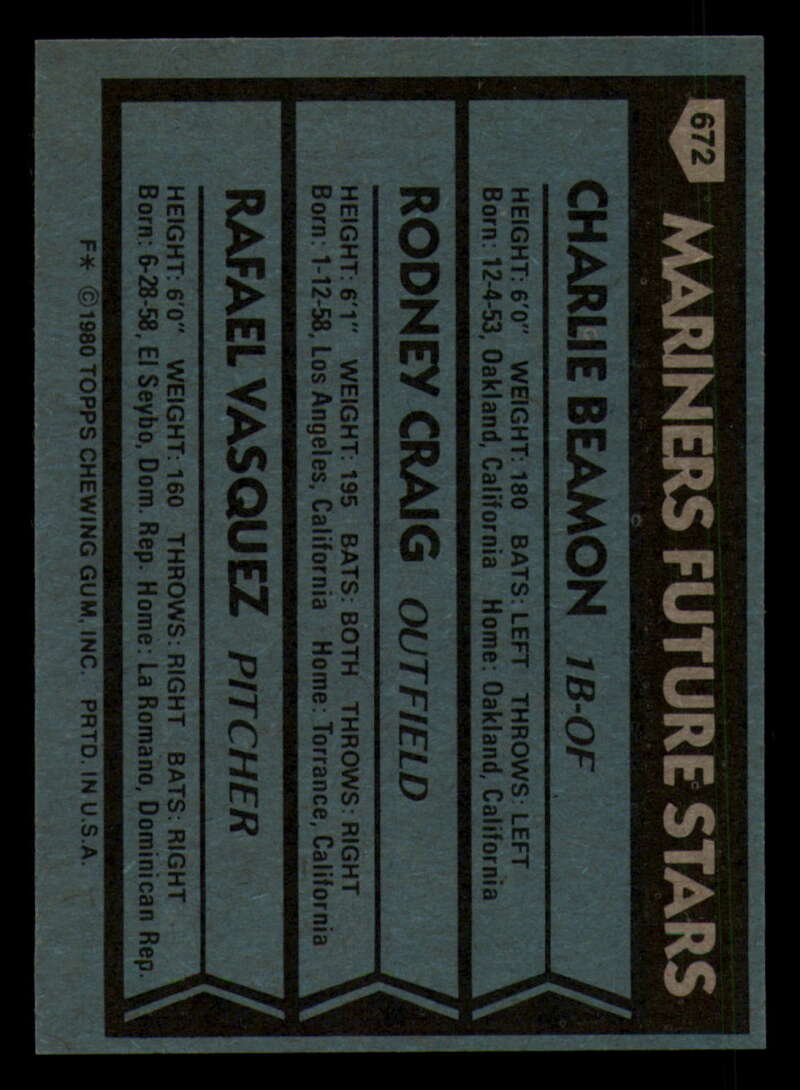 672
MARINERS FUTURE STARS
CHARLIE BEAMON 1B-OF
HEIGHT: 6'0" WEIGHT: 180 BATS: LEFT THROWS: LEFT
Born: 12-4-53, Oakland, California Home: Oakland, California
RODNEY CRAIG OUTFIELD
HEIGHT: 6'1" WEIGHT: 195 BATS: BOTH THROWS: RIGHT
Born: 1-12-58, Los Angeles, California Home: Torrance, California
RAFAEL VASQUEZ PITCHER
HEIGHT: 6'0" WEIGHT: 160 THROWS: RIGHT BATS: RIGHT
Born: 6-28-58, El Seybo, Dom. Rep. Home: La Romano, Dominican Rep.
F* ©1980 TOPPS CHEWING GUM, INC. PRTD. IN U.S.A.